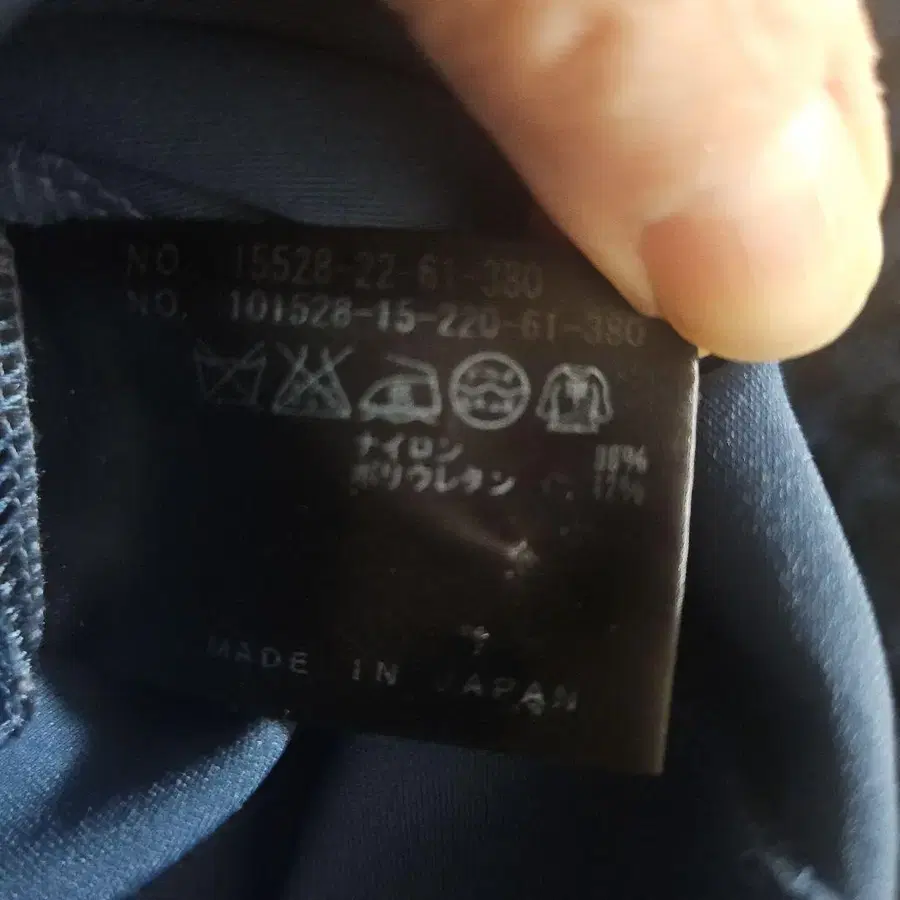 NO. 15528-22-61-380
NO. 101528-15-220-61-380
ナイロン 88%
ポリウレタン 12%
MADE IN JAPAN